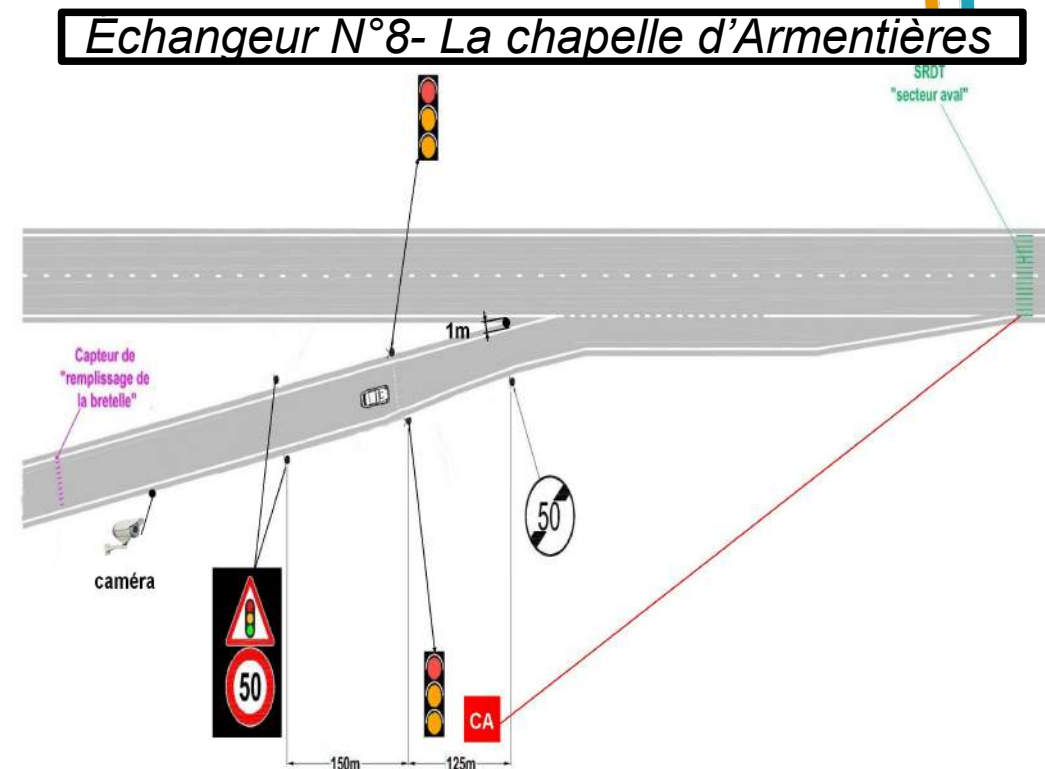 Echangeur N°8- La chapelle d'Armentières
SRDT
"secteur aval"
1m
Capteur de
"remplissage de
la bretelle"
50
caméra
50
CA
150m
125m